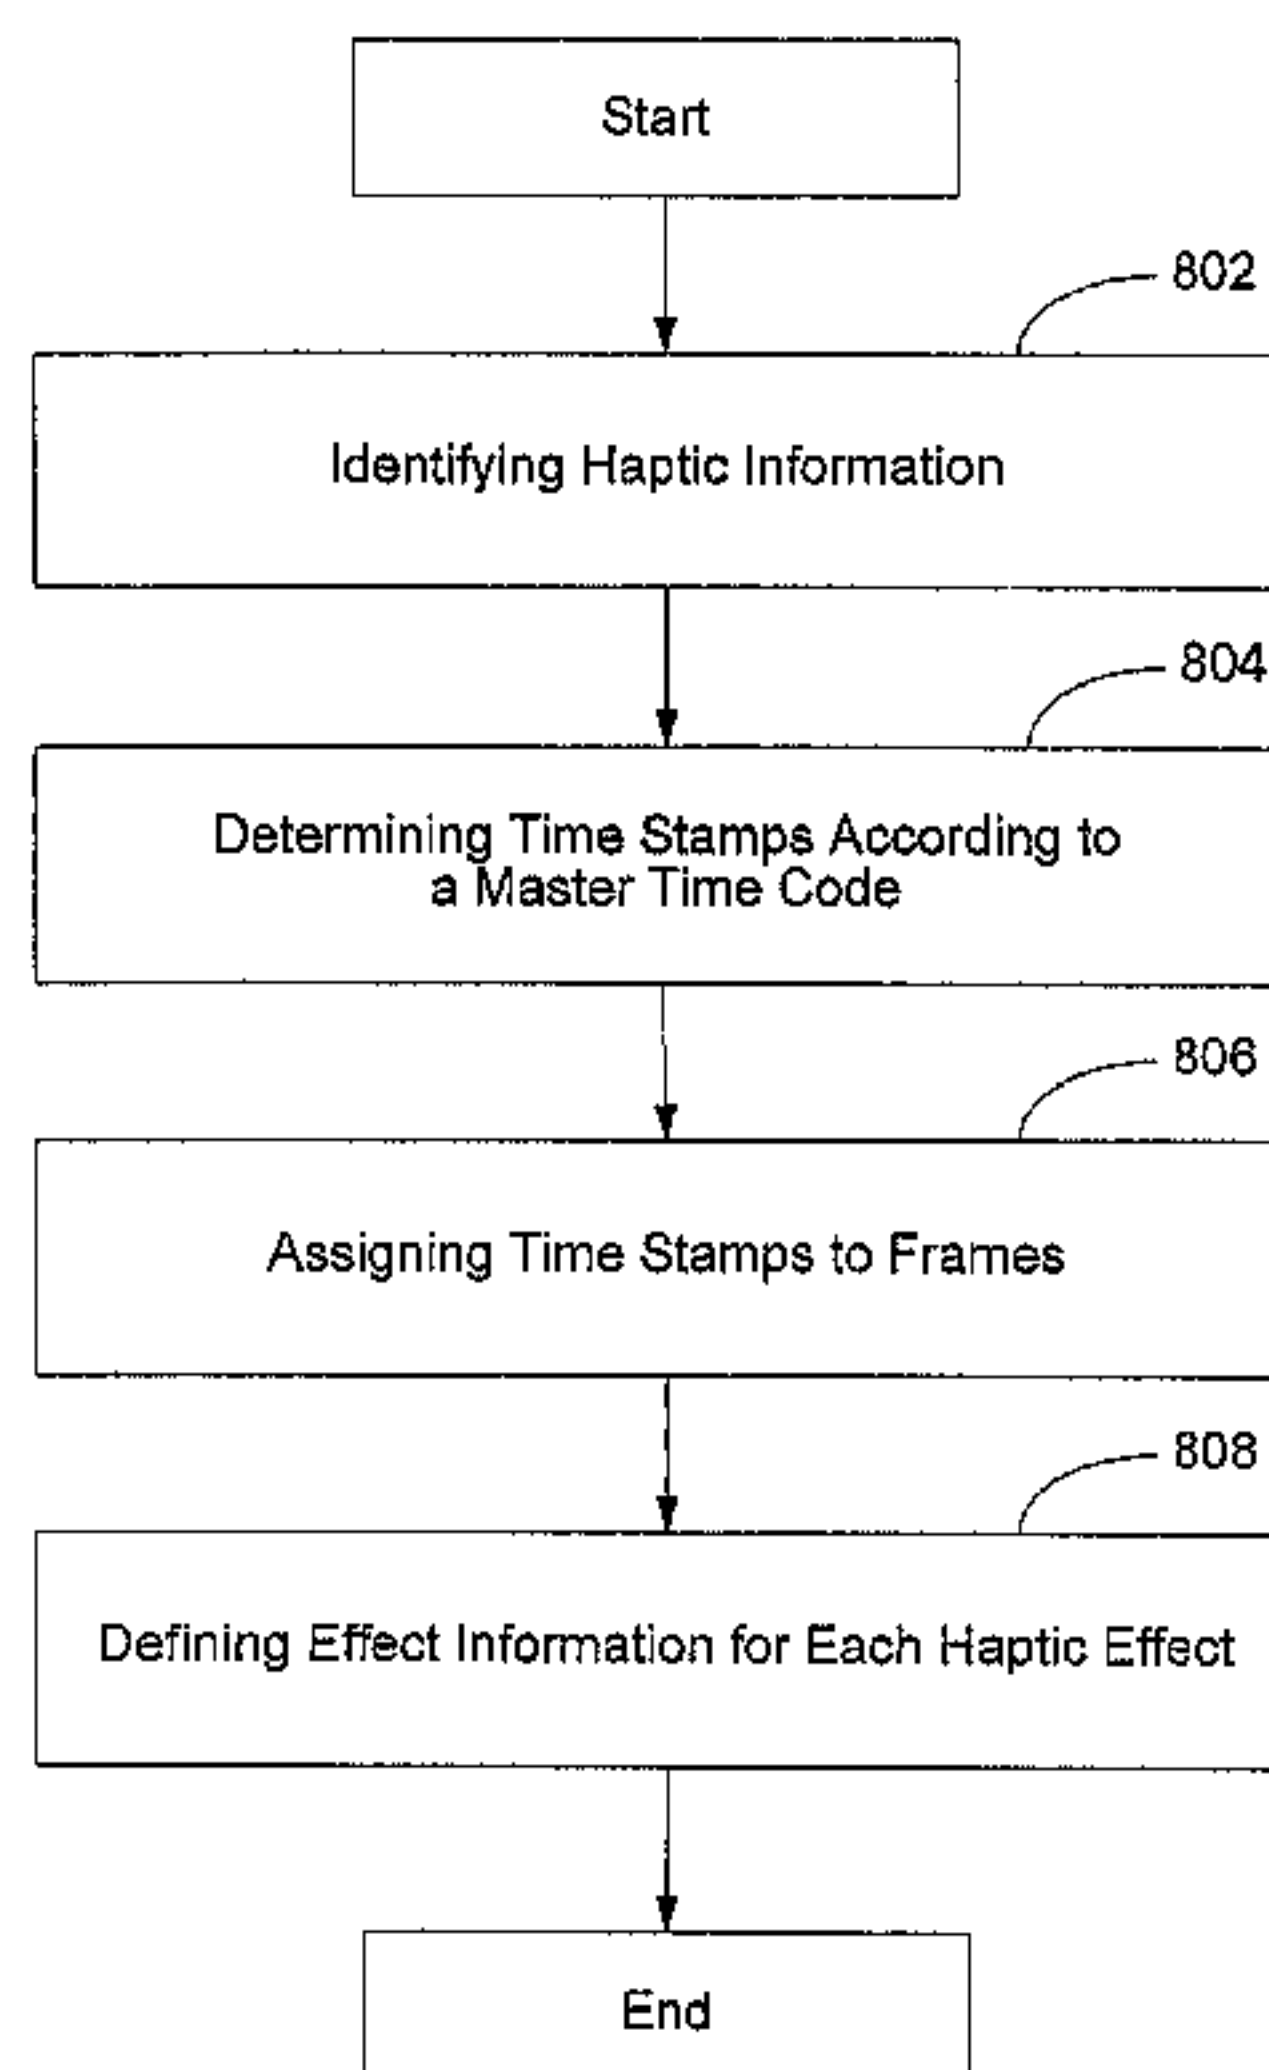 Start
802
Identifying Haptic Information
804
Determining Time Stamps According to
a Master Time Code
806
Assigning Time Stamps to Frames
808
Defining Effect Information for Each Haptic Effect
End